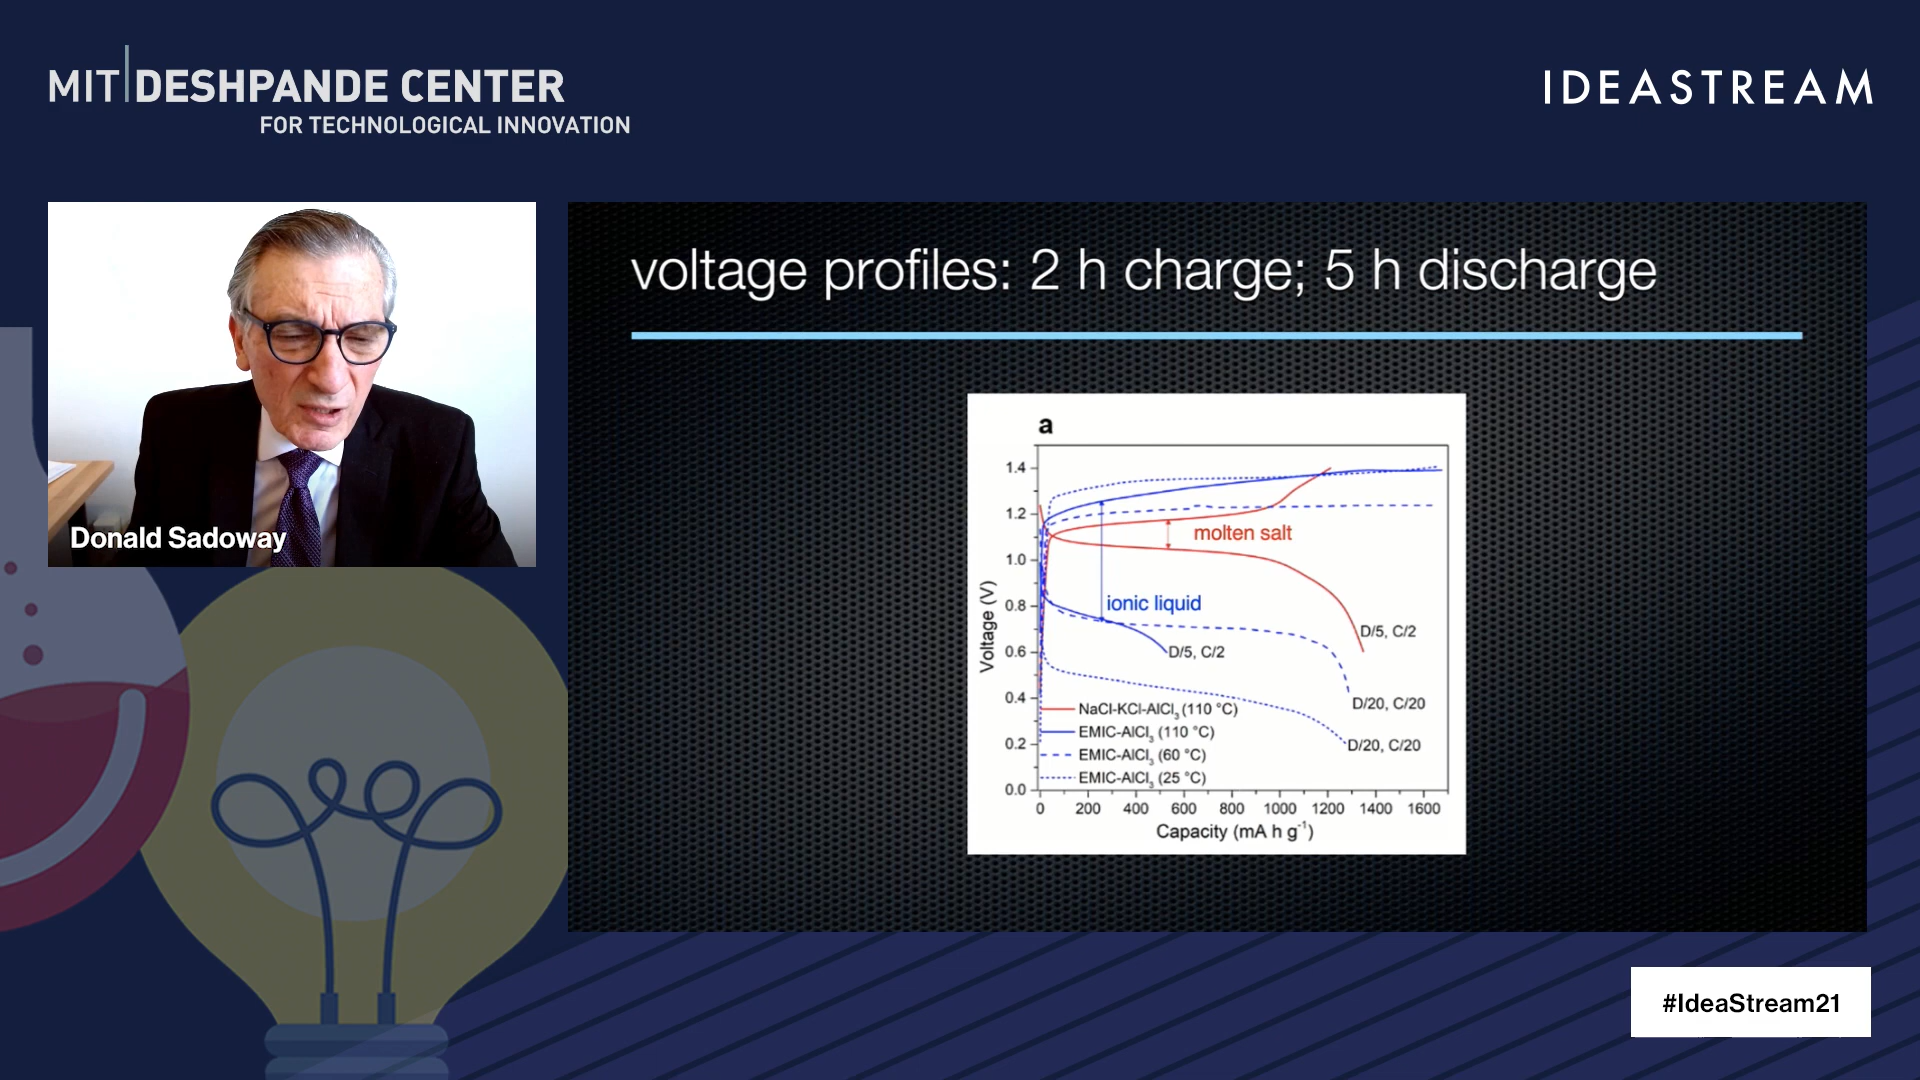 MIT DESHPANDE CENTER
FOR TECHNOLOGICAL INNOVATION
IDEASTREAM
Donald Sadoway
voltage profiles: 2 h charge; 5 h discharge
a
1.4
1.2
1.0
0.8
0.6
0.4
0.2
0.0
Voltage (V)
molten salt
ionic liquid
D/5, C/2
D/5, C/2
D/20, C/20
D/20, C/20
NaCl-KCl-AlCl₃ (110 °C)
EMIC-AlCl₃ (110 °C)
EMIC-AlCl₃ (60 °C)
EMIC-AlCl₃ (25 °C)
0 200 400 600 800 1000 1200 1400 1600
Capacity (mA h g⁻¹)
#IdeaStream21